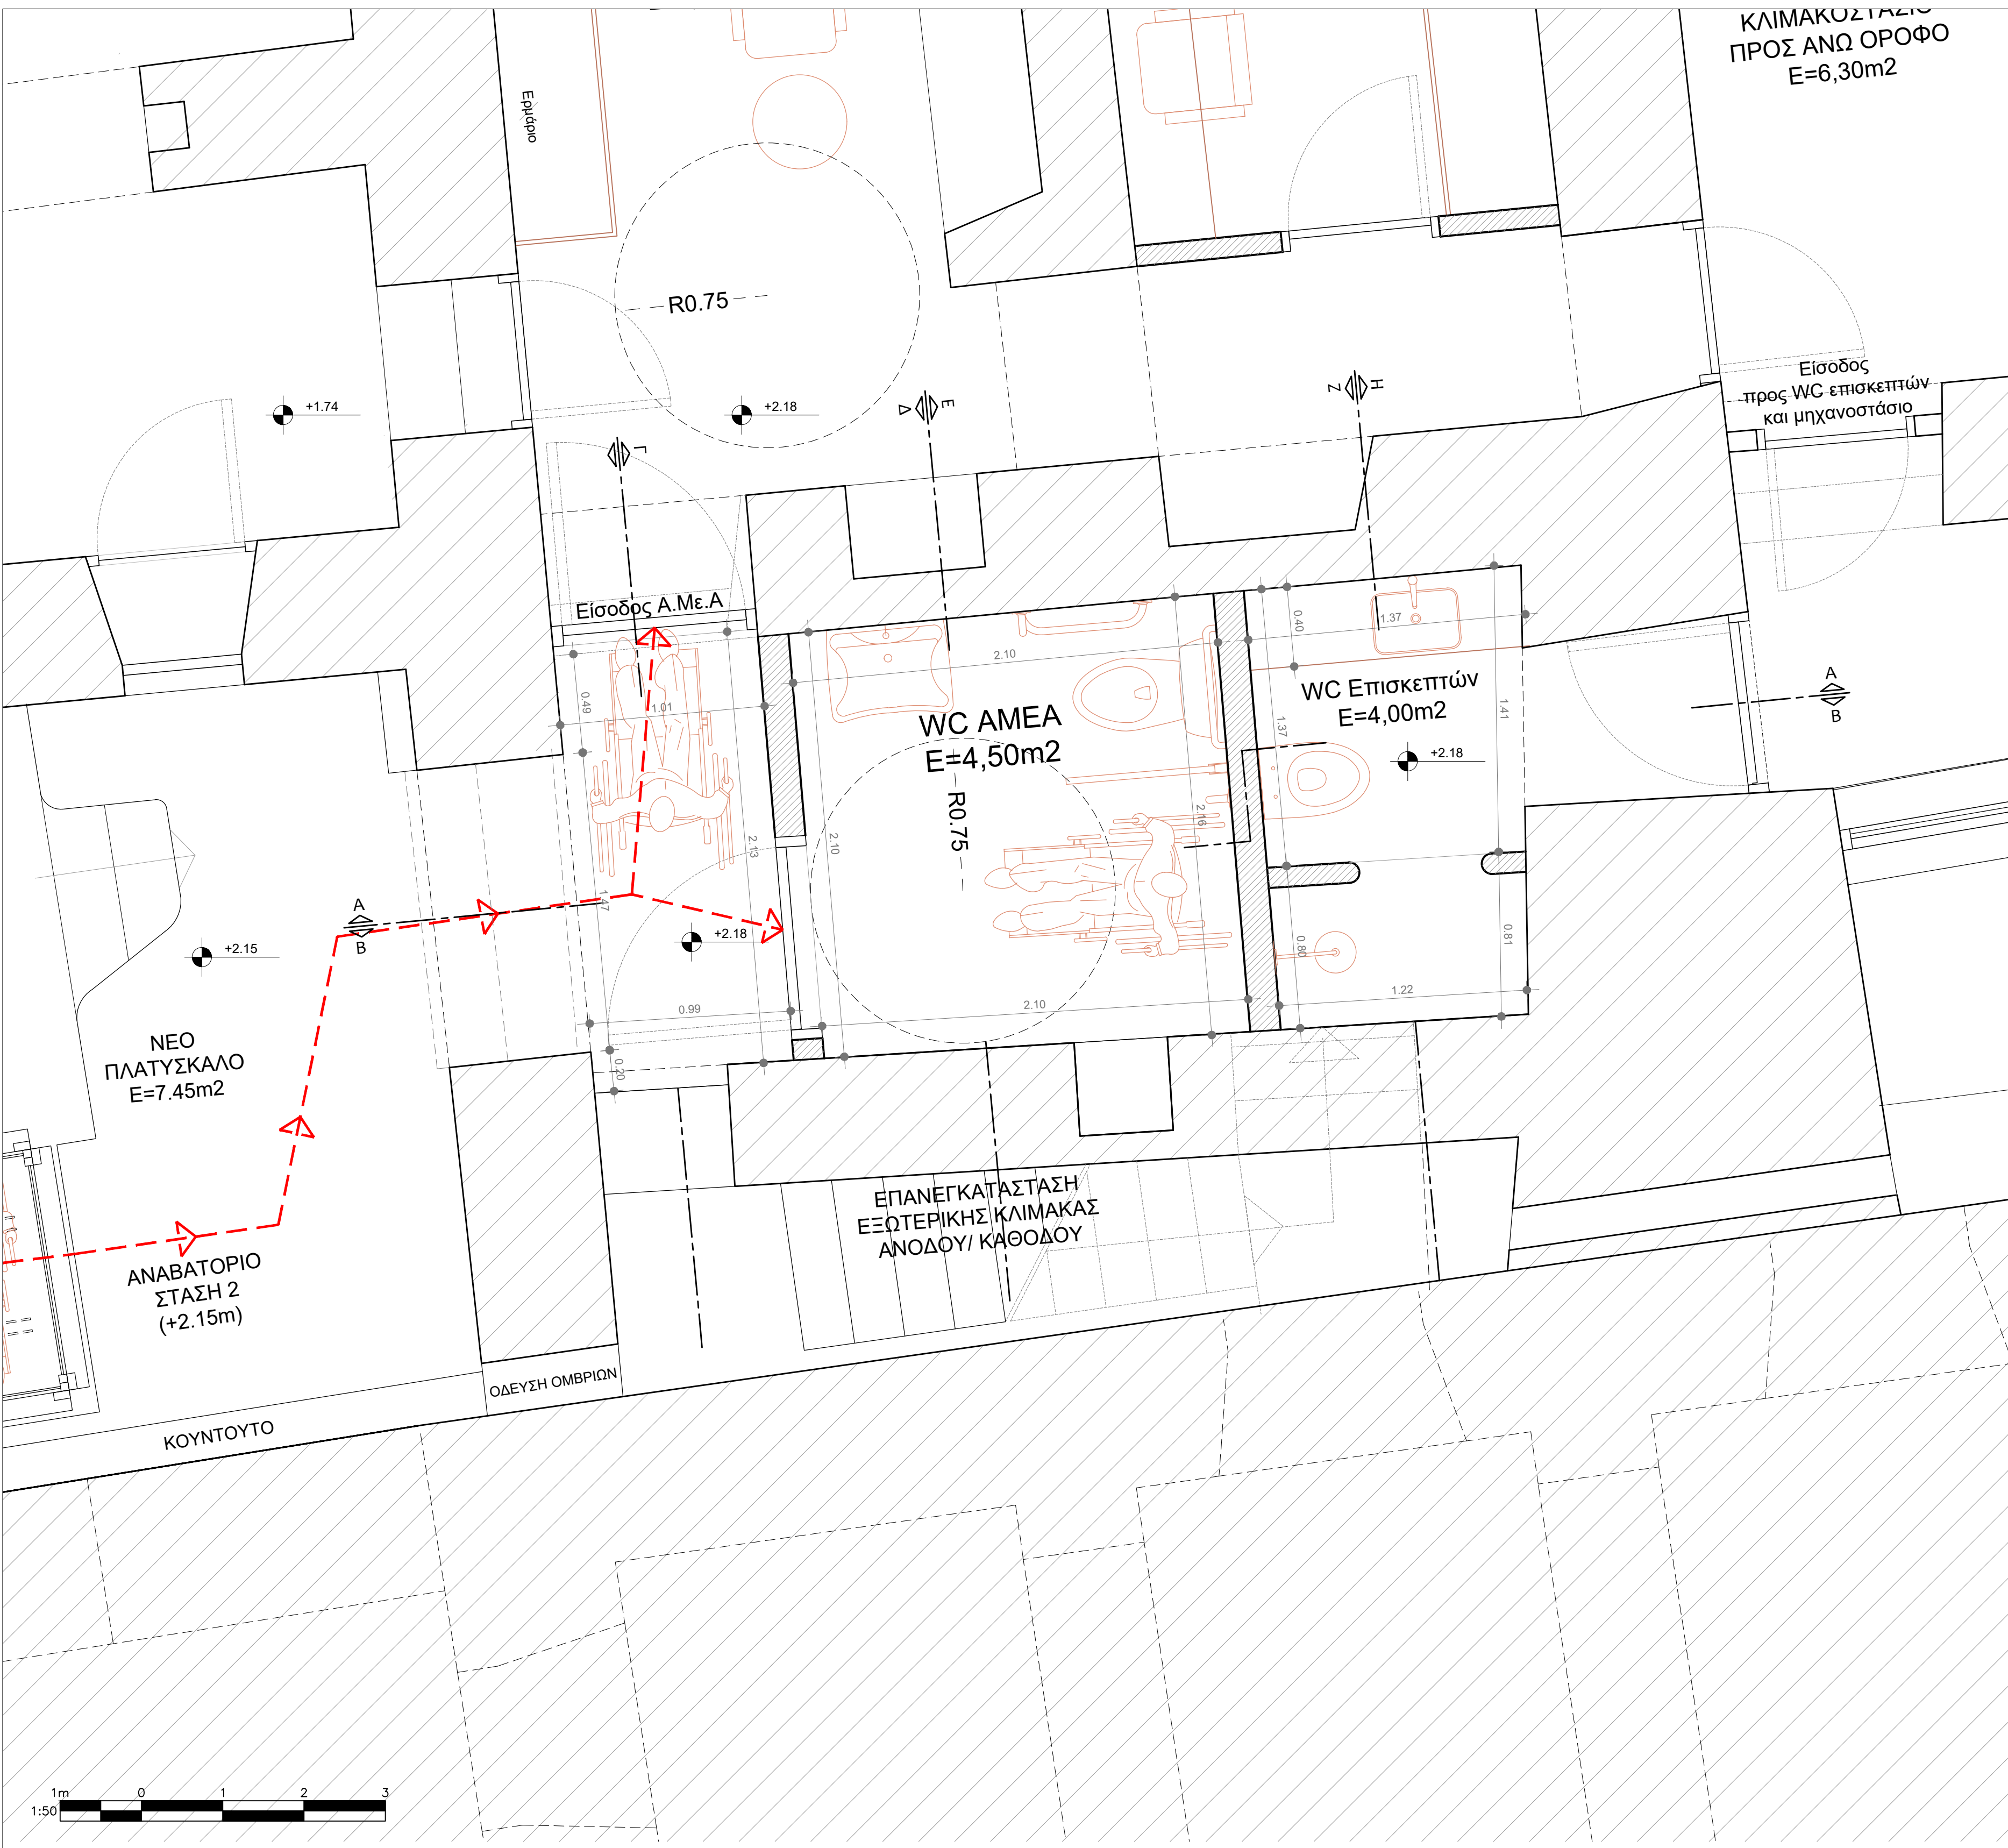 ΚΛΙΜΑΚΟΣΤΑΣΙΟ
ΠΡΟΣ ΑΝΩ ΟΡΟΦΟ
Ε=6,30m2
Ερμάριο
R0.75
+1.74
+2.18
Είσοδος
προς WC επισκεπτών
και μηχανοστάσιο
Δ
Ε
Ζ
Η
Γ
Είσοδος Α.Με.Α
0.49
1.01
2.13
1.47
2.10
2.10
WC ΑΜΕΑ
Ε=4,50m2
R0.75
2.16
2.10
0.40
1.37
WC Επισκεπτών
Ε=4,00m2
1.37
1.41
+2.18
0.80
0.81
1.22
Α
Β
Α
Β
+2.15
+2.18
0.99
0.20
ΝΕΟ
ΠΛΑΤΥΣΚΑΛΟ
Ε=7.45m2
ΕΠΑΝΕΓΚΑΤΑΣΤΑΣΗ
ΕΞΩΤΕΡΙΚΗΣ ΚΛΙΜΑΚΑΣ
ΑΝΟΔΟΥ/ ΚΑΘΟΔΟΥ
ΑΝΑΒΑΤΟΡΙΟ
ΣΤΑΣΗ 2
(+2.15m)
ΟΔΕΥΣΗ ΟΜΒΡΙΩΝ
ΚΟΥΝΤΟΥΤΟ
1m 0 1 2 3
1:50